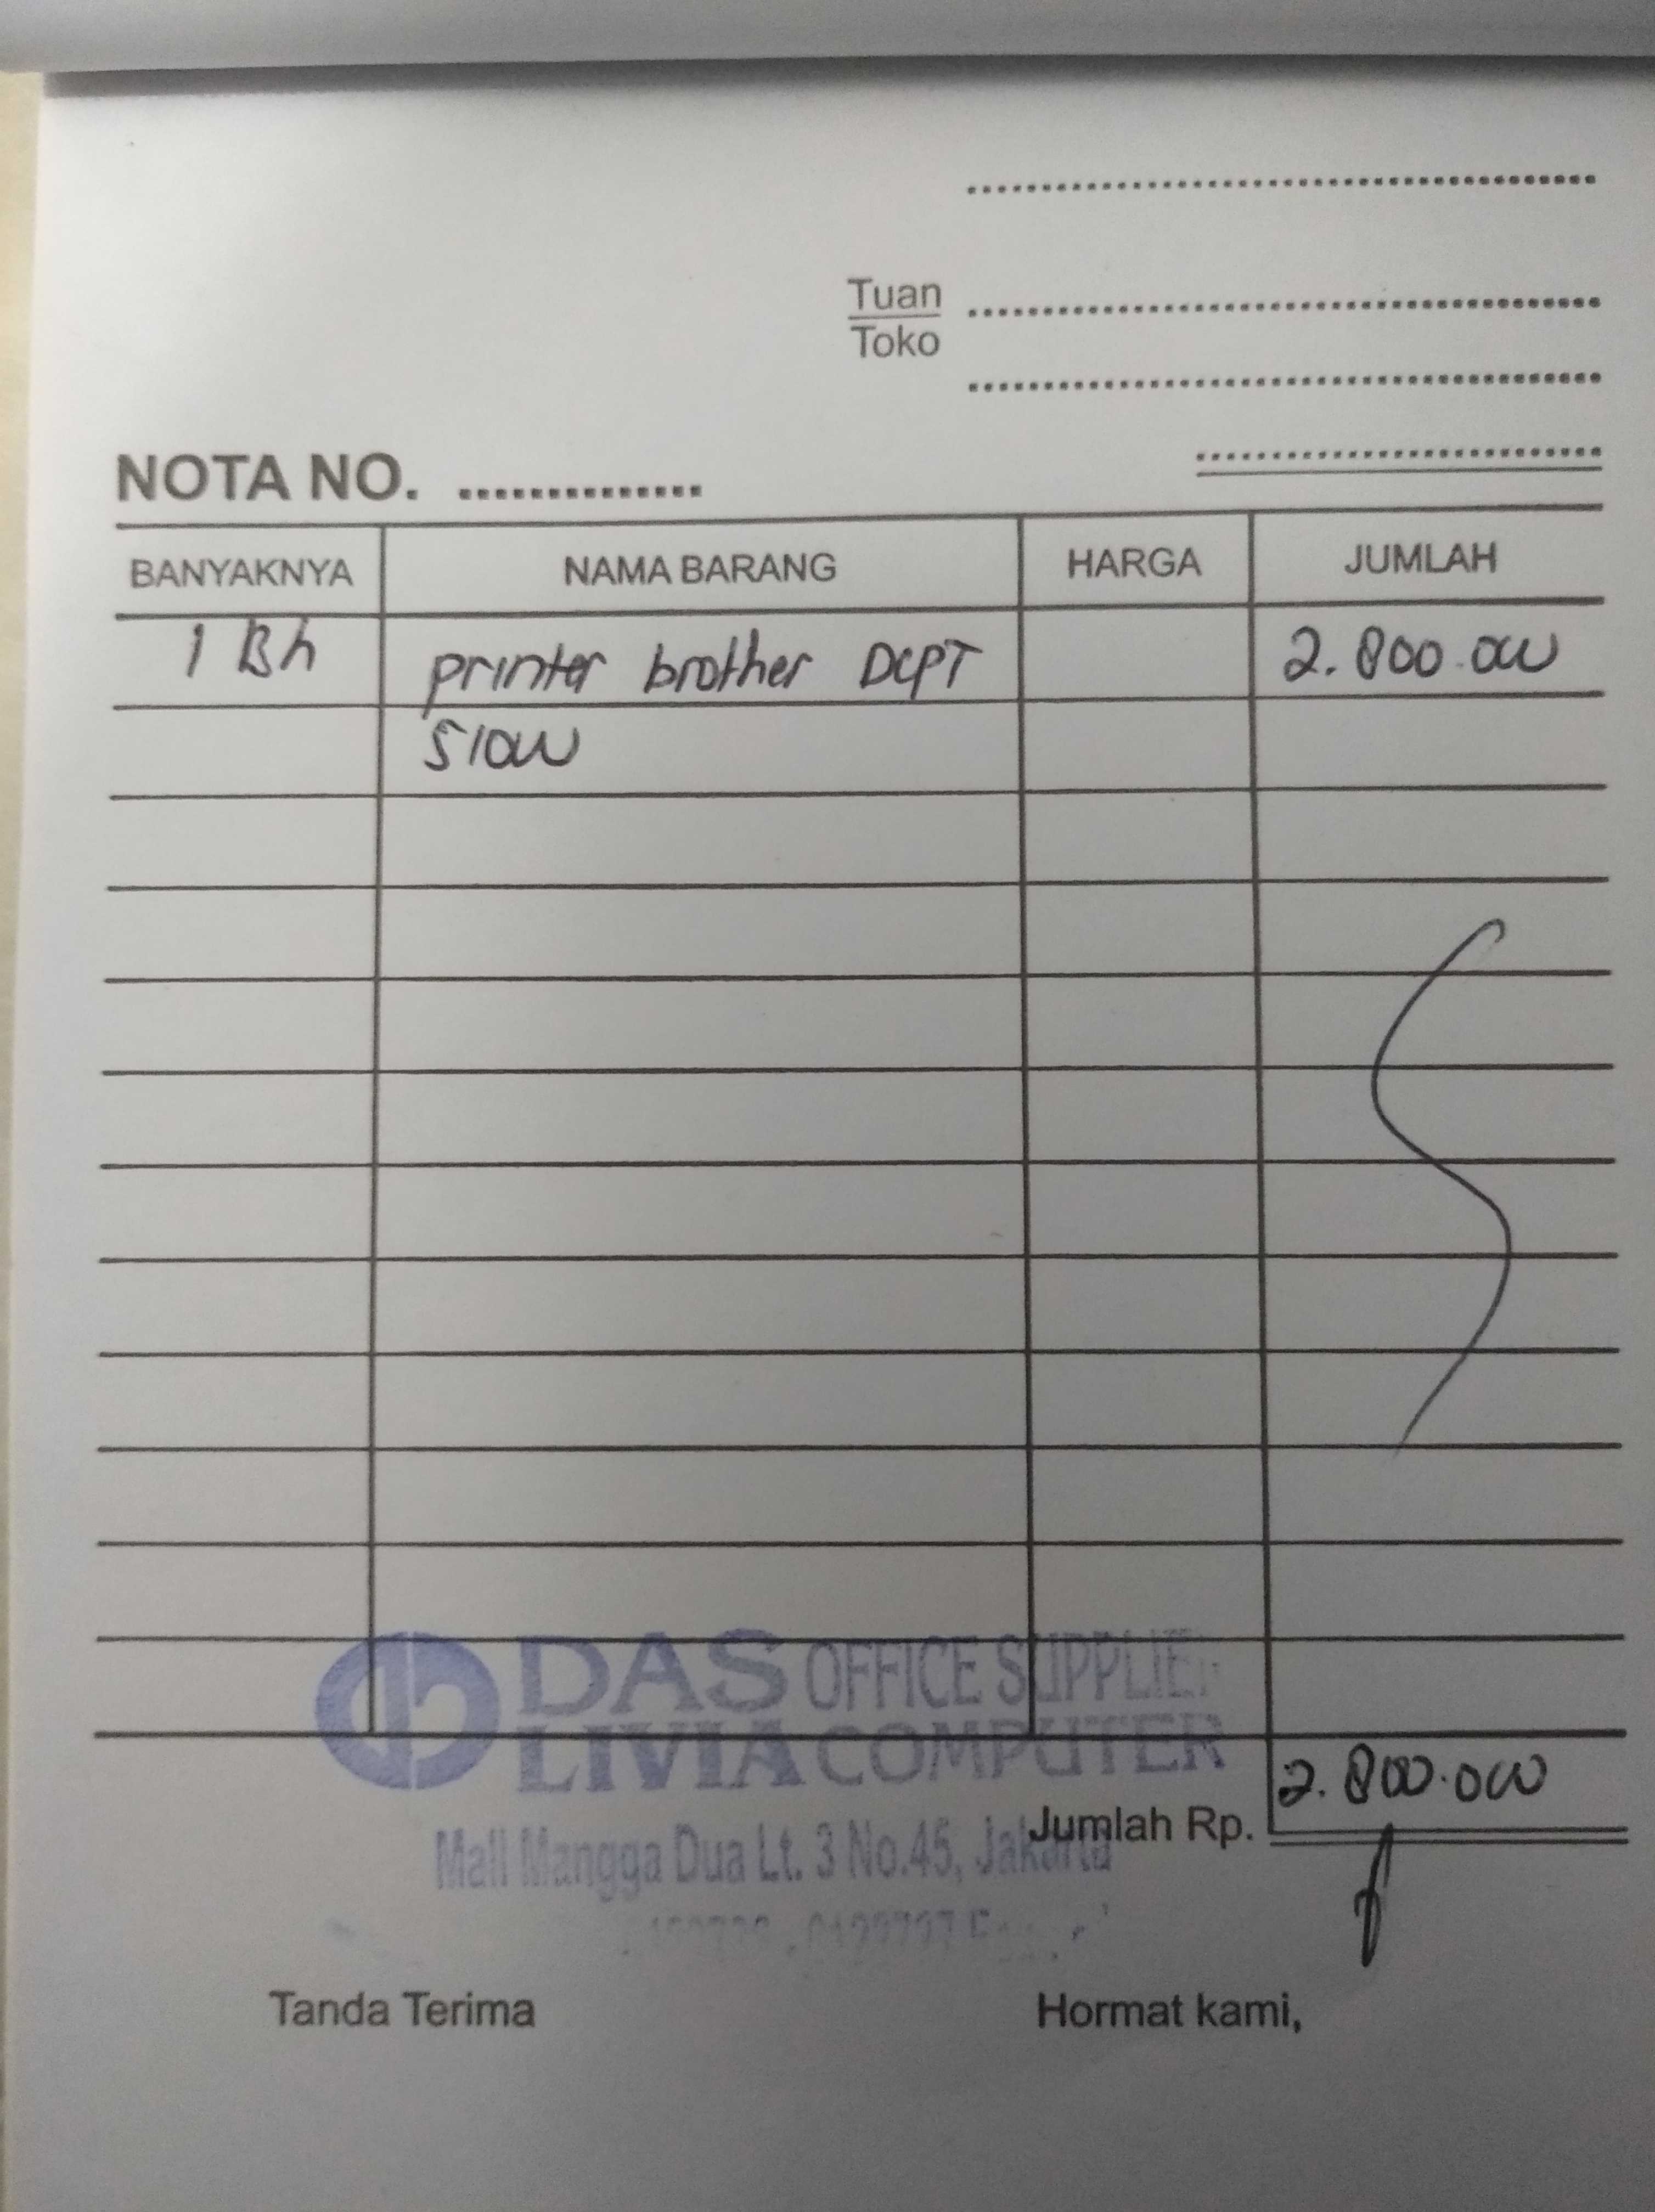 Tuan
Toko
NOTA NO. ..............
BANYAKNYA NAMA BARANG HARGA JUMLAH
1 Bh printer brother DCPT 2.800.000
510W
DAS OFFICE SUPPLIE
LIVIA COMPUTER
2.800.000
Jumlah Rp.
Mall Mangga Dua Lt. 3 No.45, Jakarta
Tanda Terima Hormat kami,